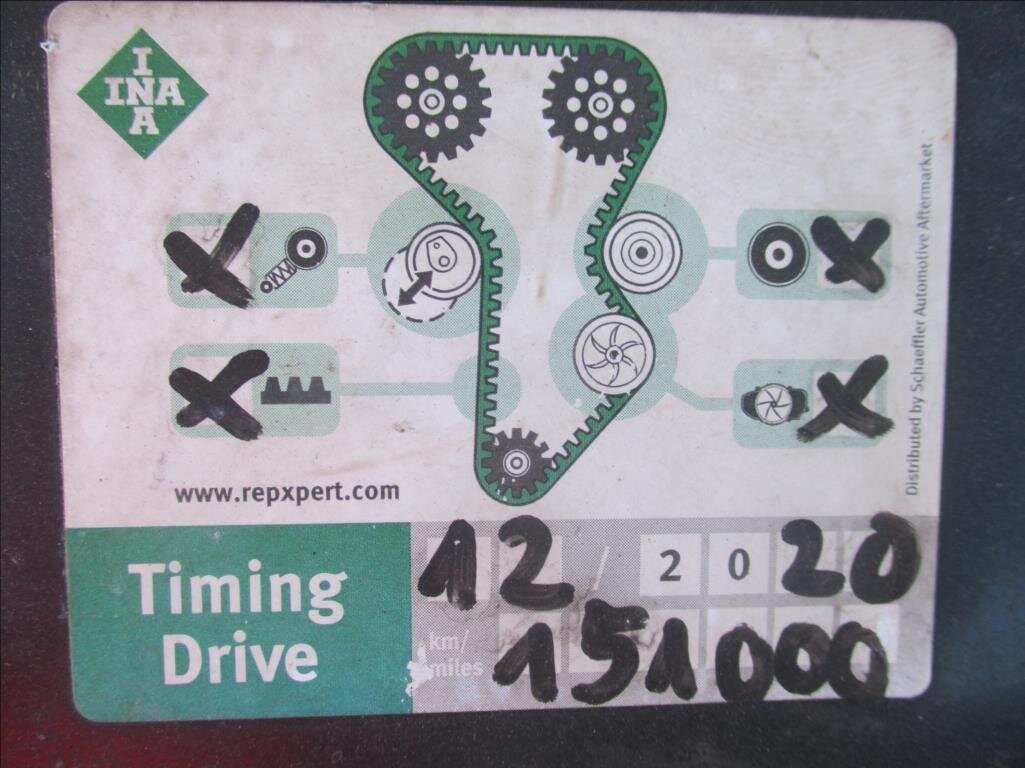 I
INA
A
Distributed by Schaeffler Automotive Aftermarket
www.repxpert.com
Timing
Drive
12 / 2020
km/
miles
151000